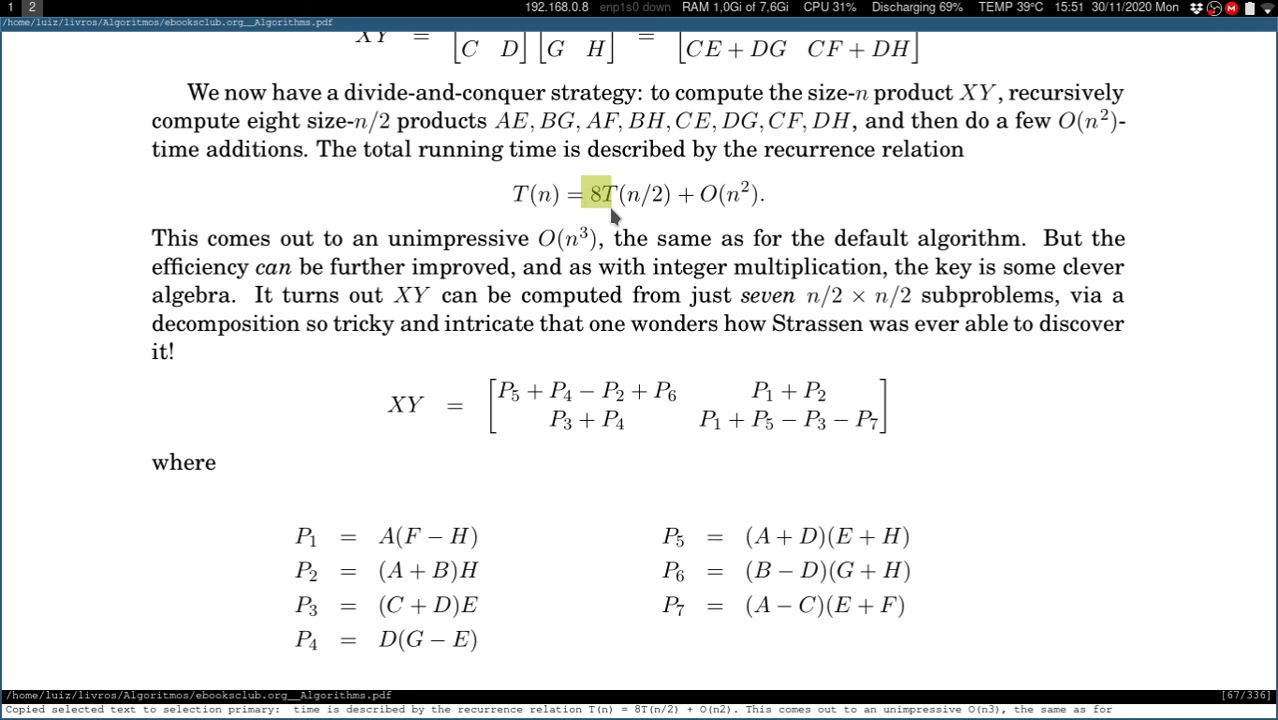 1 2 192.168.0.8 enp1s0 down RAM 1,0Gi of 7,6Gi CPU 31% Discharging 69% TEMP 39°C 15:51 30/11/2020 Mon
/home/luiz/livros/Algoritmos/ebooksclub.org__Algorithms.pdf
XY = [C D] [G H] = [CE + DG CF + DH]
We now have a divide-and-conquer strategy: to compute the size-n product XY, recursively
compute eight size-n/2 products AE, BG, AF, BH, CE, DG, CF, DH, and then do a few O(n²)-
time additions. The total running time is described by the recurrence relation
T(n) = 8T(n/2) + O(n²).
This comes out to an unimpressive O(n³), the same as for the default algorithm. But the
efficiency can be further improved, and as with integer multiplication, the key is some clever
algebra. It turns out XY can be computed from just seven n/2 × n/2 subproblems, via a
decomposition so tricky and intricate that one wonders how Strassen was ever able to discover
it!
XY = [P₅ + P₄ − P₂ + P₆ P₁ + P₂
P₃ + P₄ P₁ + P₅ − P₃ − P₇]
where
P₁ = A(F − H) P₅ = (A + D)(E + H)
P₂ = (A + B)H P₆ = (B − D)(G + H)
P₃ = (C + D)E P₇ = (A − C)(E + F)
P₄ = D(G − E)
/home/luiz/livros/Algoritmos/ebooksclub.org__Algorithms.pdf [67/336]
Copied selected text to selection primary: time is described by the recurrence relation T(n) = 8T(n/2) + O(n2). This comes out to an unimpressive O(n3), the same as for